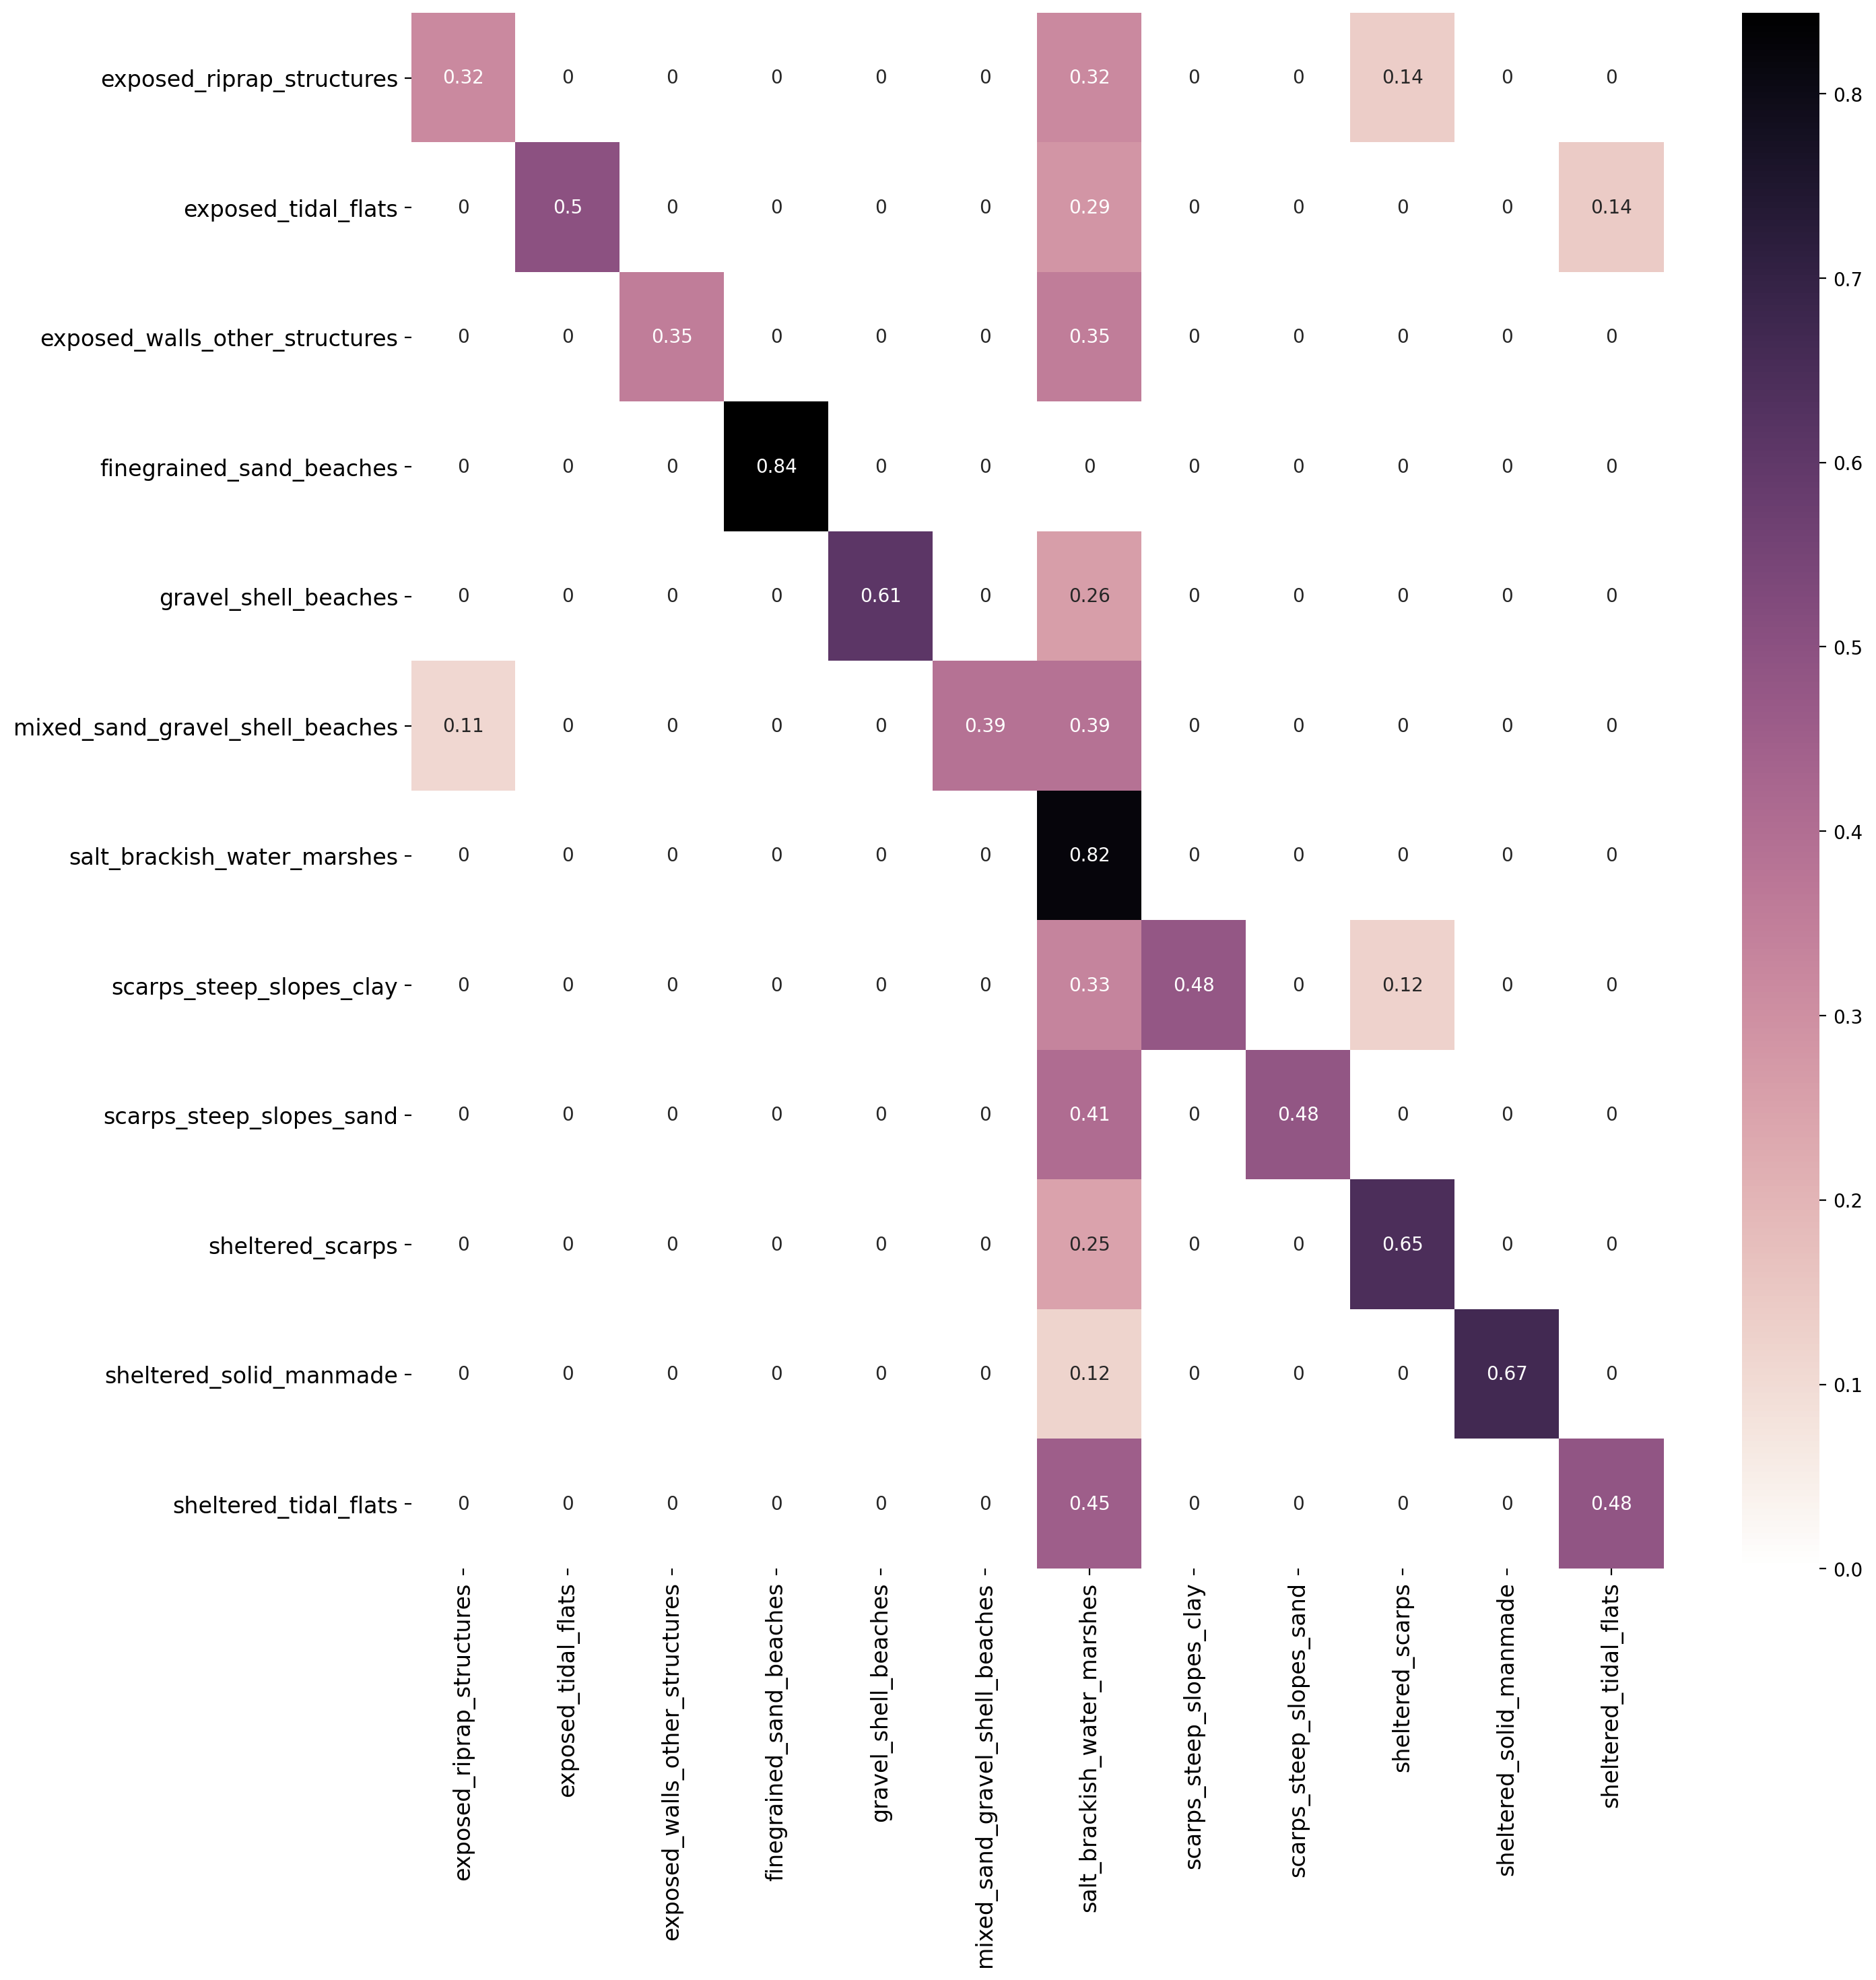 exposed_riprap_structures 0.32 0 0 0 0 0 0.32 0 0 0.14 0 0
exposed_tidal_flats 0 0.5 0 0 0 0 0.29 0 0 0 0 0.14
exposed_walls_other_structures 0 0 0.35 0 0 0 0.35 0 0 0 0 0
finegrained_sand_beaches 0 0 0 0.84 0 0 0 0 0 0 0 0
gravel_shell_beaches 0 0 0 0 0.61 0 0.26 0 0 0 0 0
mixed_sand_gravel_shell_beaches 0.11 0 0 0 0 0.39 0.39 0 0 0 0 0
salt_brackish_water_marshes 0 0 0 0 0 0 0.82 0 0 0 0 0
scarps_steep_slopes_clay 0 0 0 0 0 0 0.33 0.48 0 0.12 0 0
scarps_steep_slopes_sand 0 0 0 0 0 0 0.41 0 0.48 0 0 0
sheltered_scarps 0 0 0 0 0 0 0.25 0 0 0.65 0 0
sheltered_solid_manmade 0 0 0 0 0 0 0.12 0 0 0 0.67 0
sheltered_tidal_flats 0 0 0 0 0 0 0.45 0 0 0 0 0.48
exposed_riprap_structures
exposed_tidal_flats
exposed_walls_other_structures
finegrained_sand_beaches
gravel_shell_beaches
mixed_sand_gravel_shell_beaches
salt_brackish_water_marshes
scarps_steep_slopes_clay
scarps_steep_slopes_sand
sheltered_scarps
sheltered_solid_manmade
sheltered_tidal_flats
0.8
0.7
0.6
0.5
0.4
0.3
0.2
0.1
0.0